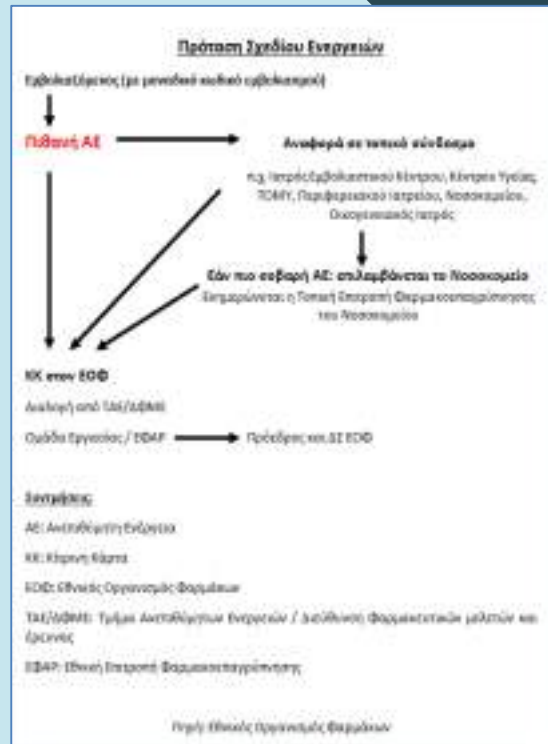 Πρόταση Σχεδίου Ενεργειών
Εμβολιαζόμενος (με μοναδικό κωδικό εμβολιασμού)
Πιθανή ΑΕ
Αναφορά σε τοπικό σύνδεσμο
π.χ. Ιατρός Εμβολιαστικού Κέντρου, Κέντρου Υγείας,
ΤΟΜΥ, Περιφερειακού Ιατρείου, Νοσοκομείου,
Οικογενειακός Ιατρός
Εάν πιο σοβαρή ΑΕ: επιλαμβάνεται το Νοσοκομείο
Ενημερώνεται η Τοπική Επιτροπή Φαρμακοεπαγρύπνησης
του Νοσοκομείου
ΚΚ στον ΕΟΦ
Διαλογή από ΤΑΕ/ΔΦΜΕ
Ομάδα Εργασίας / ΕΦΑΡ
Πρόεδρος και ΔΣ ΕΟΦ
Συντμήσεις
ΑΕ: Ανεπιθύμητη Ενέργεια
ΚΚ: Κίτρινη Κάρτα
ΕΟΦ: Εθνικός Οργανισμός Φαρμάκων
ΤΑΕ/ΔΦΜΕ: Τμήμα Ανεπιθύμητων Ενεργειών / Διεύθυνση Φαρμακευτικών μελετών και
έρευνας
ΕΦΑΡ: Εθνική Επιτροπή Φαρμακοεπαγρύπνησης
Πηγή: Εθνικός Οργανισμός Φαρμάκων